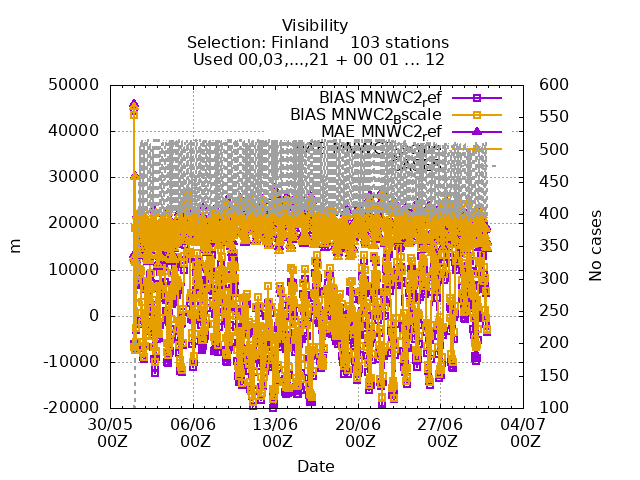 Visibility
Selection: Finland    103 stations
Used 00,03,...,21 + 00 01 ... 12
50000
40000
30000
20000
10000
0
-10000
-20000
m
600
550
500
450
400
350
300
250
200
150
100
No cases
BIAS MNWC2_ref
BIAS MNWC2_Bscale
MAE MNWC2_ref
30/05 06/06 13/06 20/06 27/06 04/07
00Z 00Z 00Z 00Z 00Z 00Z
Date